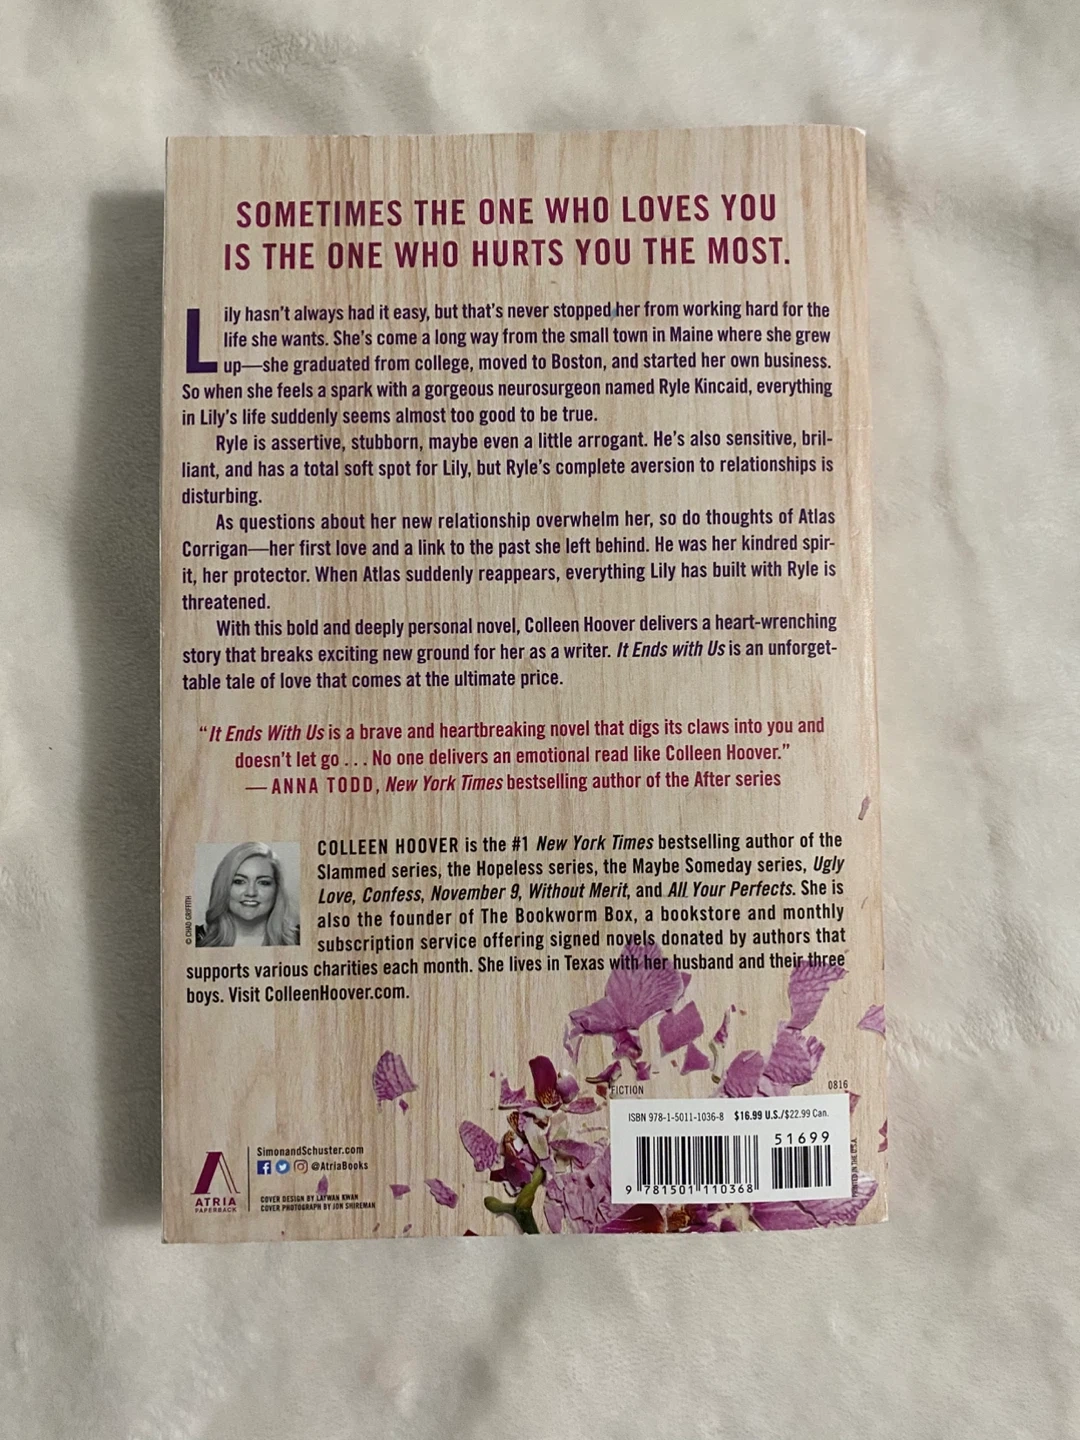 SOMETIMES THE ONE WHO LOVES YOU
IS THE ONE WHO HURTS YOU THE MOST.
Lily hasn't always had it easy, but that's never stopped her from working hard for the
life she wants. She's come a long way from the small town in Maine where she grew
up—she graduated from college, moved to Boston, and started her own business.
So when she feels a spark with a gorgeous neurosurgeon named Ryle Kincaid, everything
in Lily's life suddenly seems almost too good to be true.
Ryle is assertive, stubborn, maybe even a little arrogant. He's also sensitive, bril-
liant, and has a total soft spot for Lily, but Ryle's complete aversion to relationships is
disturbing.
As questions about her new relationship overwhelm her, so do thoughts of Atlas
Corrigan—her first love and a link to the past she left behind. He was her kindred spir-
it, her protector. When Atlas suddenly reappears, everything Lily has built with Ryle is
threatened.
With this bold and deeply personal novel, Colleen Hoover delivers a heart-wrenching
story that breaks exciting new ground for her as a writer. It Ends with Us is an unforget-
table tale of love that comes at the ultimate price.
“It Ends With Us is a brave and heartbreaking novel that digs its claws into you and
doesn't let go . . . No one delivers an emotional read like Colleen Hoover.”
— ANNA TODD, New York Times bestselling author of the After series
© CHAD GRIFFITH
COLLEEN HOOVER is the #1 New York Times bestselling author of the
Slammed series, the Hopeless series, the Maybe Someday series, Ugly
Love, Confess, November 9, Without Merit, and All Your Perfects. She is
also the founder of The Bookworm Box, a bookstore and monthly
subscription service offering signed novels donated by authors that
supports various charities each month. She lives in Texas with her husband and their three
boys. Visit ColleenHoover.com.
FICTION 0816
ISBN 978-1-5011-1036-8 $16.99 U.S./$22.99 Can.
51699
9 781501 110368
PRINTED IN THE U.S.A.
ATRIA
PAPERBACK
SimonandSchuster.com
@AtriaBooks
COVER DESIGN BY LAYWAN KWAN
COVER PHOTOGRAPH BY JON SHIREMAN